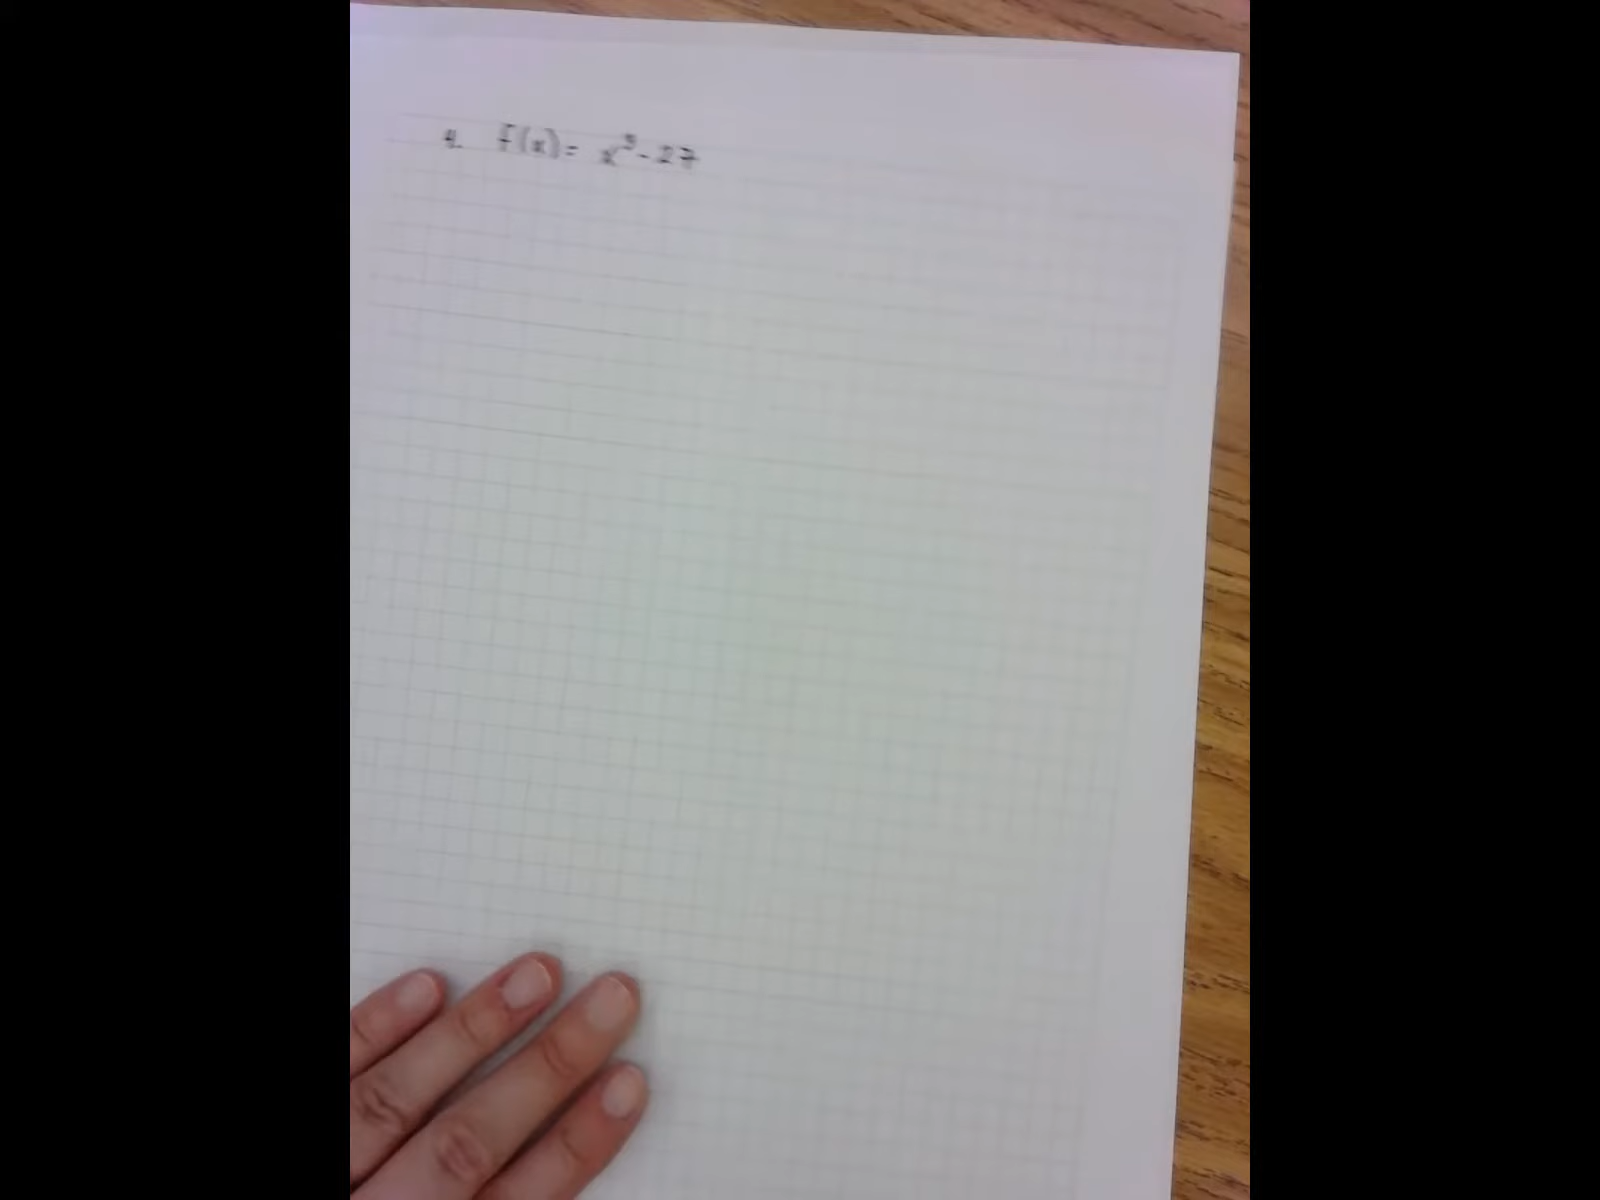 4. f(x) = x³ - 27